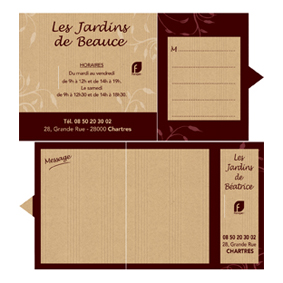 Les Jardins
de Beauce
HORAIRES
Du mardi au vendredi
de 9h à 12h et de 14h à 19h.
Le samedi
de 9h à 12h30 et de 14h à 18h30.
Tél. 08 50 20 30 02
28, Grande Rue - 28000 Chartres
M
Message
Les
Jardins
de
Béatrice
08 50 20 30 02
28, Grande Rue
CHARTRES